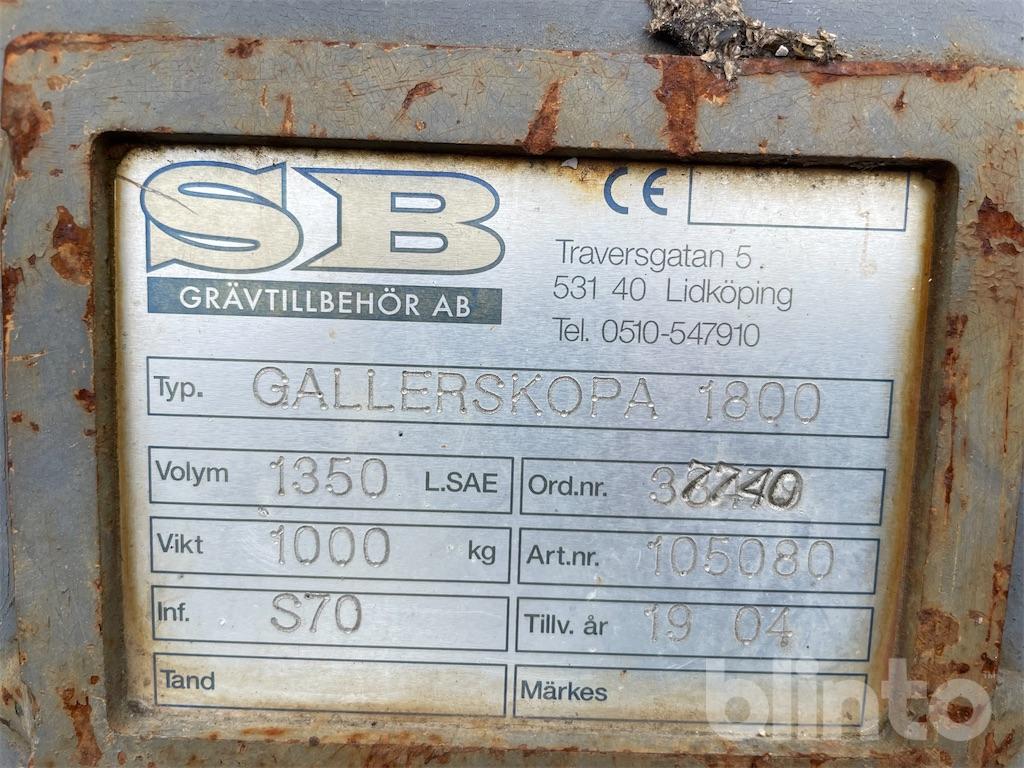 SB
GRÄVTILLBEHÖR AB
CE
Traversgatan 5
531 40 Lidköping
Tel. 0510-547910
Typ. GALLERSKOPA 1800
Volym 1350 L.SAE
Ord.nr.
Vikt 1000 kg
Art.nr. 105080
Inf. S70
Tillv. år 19 04
Tand
Märkes
blinto